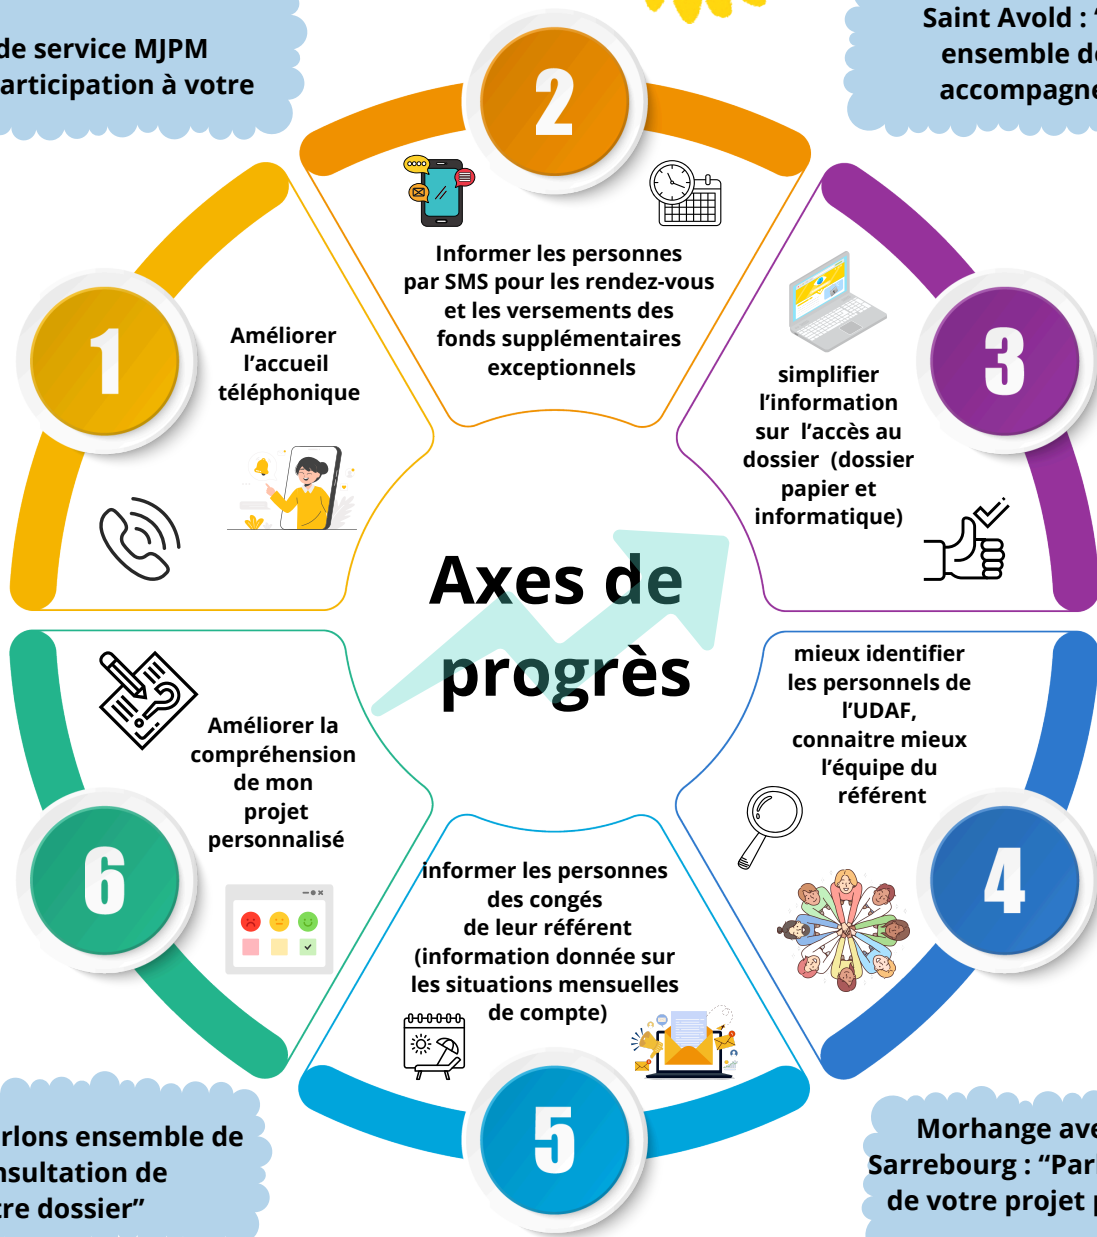 de service MJPM
articipation à votre
Saint Avold : “
ensemble de
accompagne
2
Informer les personnes
par SMS pour les rendez-vous
et les versements des
fonds supplémentaires
exceptionnels
1
Améliorer
l’accueil
téléphonique
3
simplifier
l’information
sur l’accès au
dossier (dossier
papier et
informatique)
Axes de
progrès
mieux identifier
les personnels de
l’UDAF,
connaitre mieux
l’équipe du
référent
4
Améliorer la
compréhension
de mon
projet
personnalisé
6
informer les personnes
des congés
de leur référent
(information donnée sur
les situations mensuelles
de compte)
5
rlons ensemble de
nsultation de
tre dossier”
Morhange ave
Sarrebourg : “Par
de votre projet p